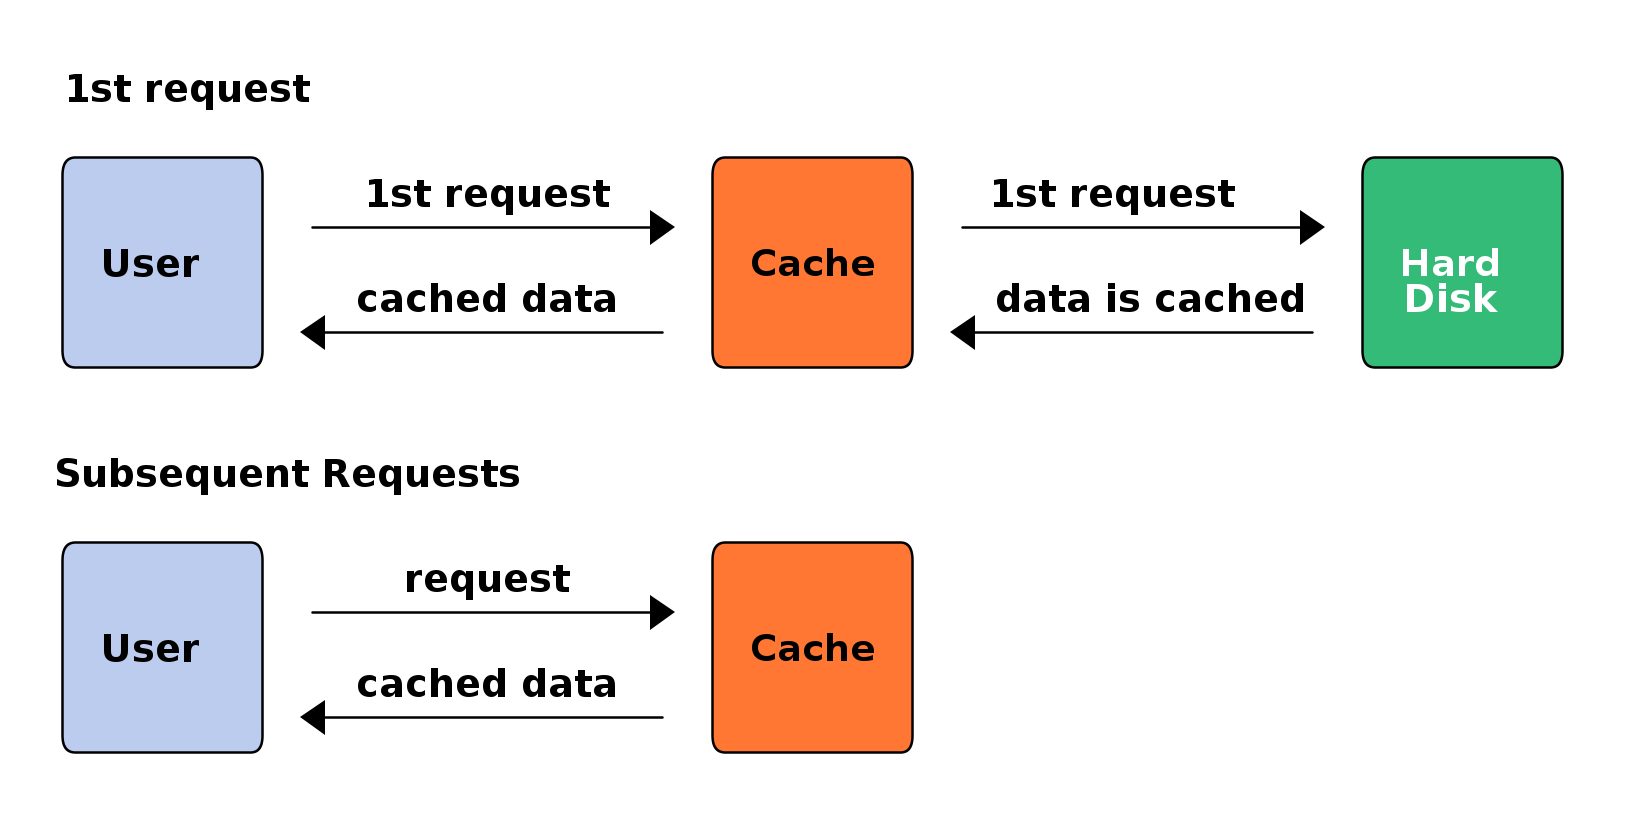 1st request
1st request
1st request
User
Cache
Hard
Disk
cached data
data is cached
Subsequent Requests
request
User
Cache
cached data